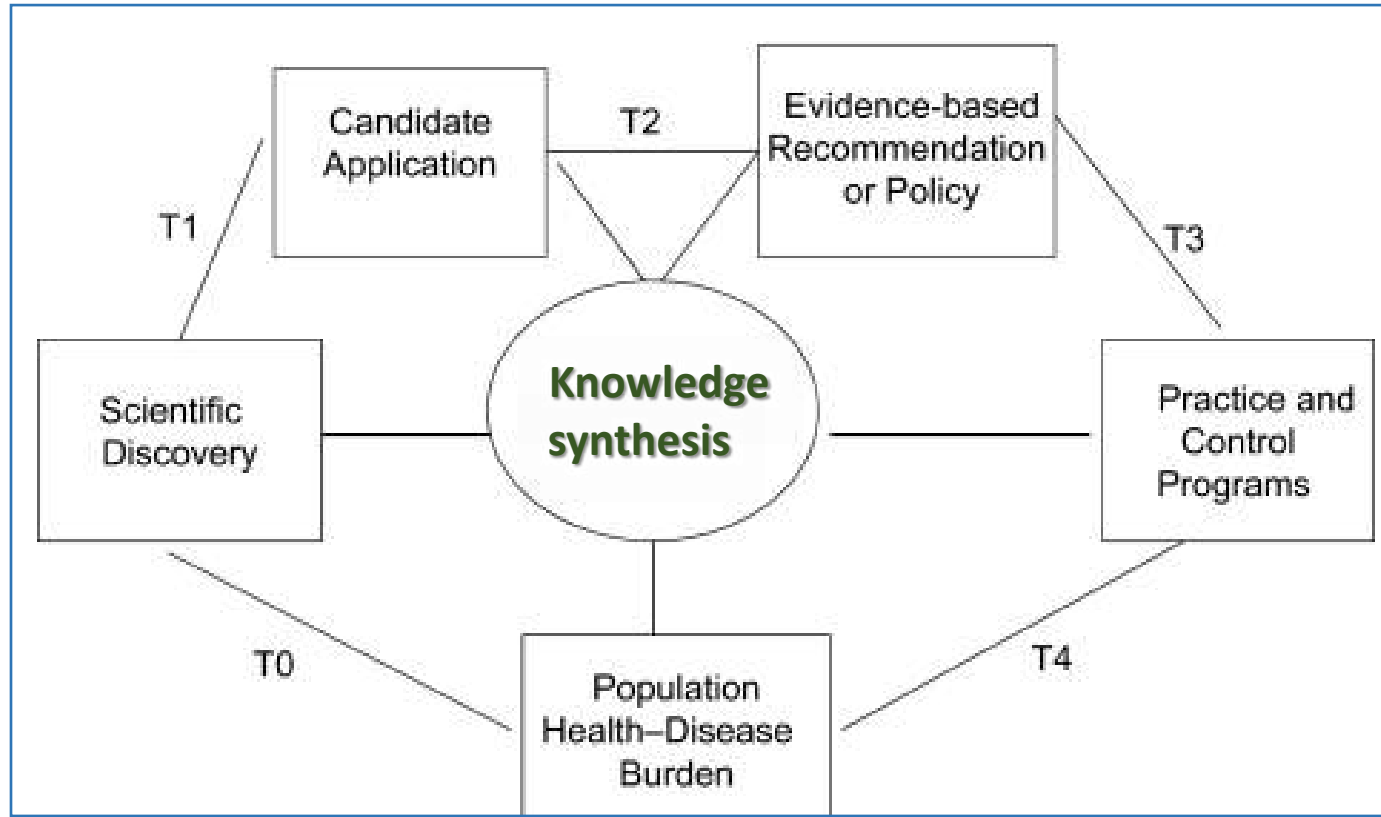 Candidate
Application
T2
Evidence-based
Recommendation
or Policy
T1
T3
Scientific
Discovery
Knowledge
synthesis
Practice and
Control
Programs
T0
Population
Health–Disease
Burden
T4